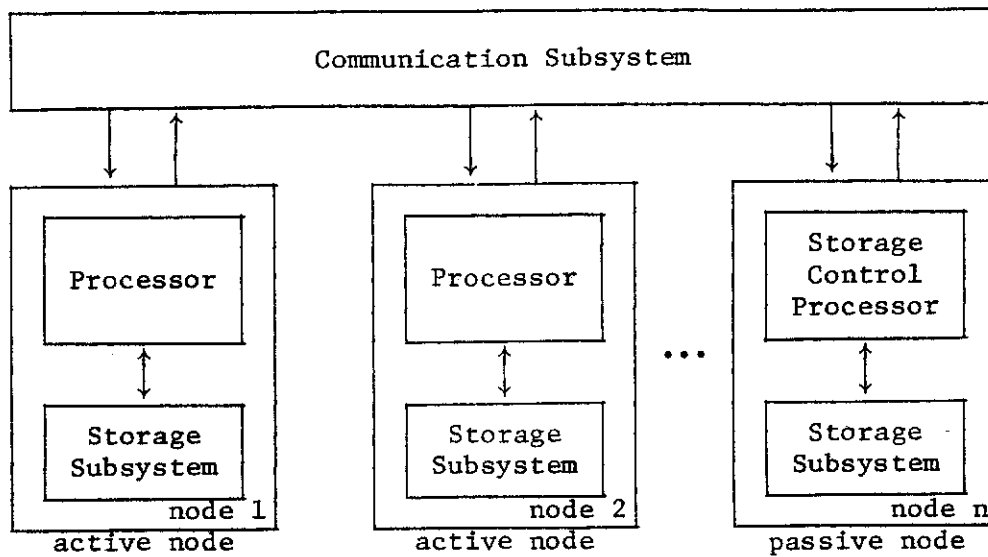 Communication Subsystem
Processor
Storage
Subsystem
node 1
active node
Processor
Storage
Subsystem
node 2
active node
...
Storage
Control
Processor
Storage
Subsystem
node n
passive node